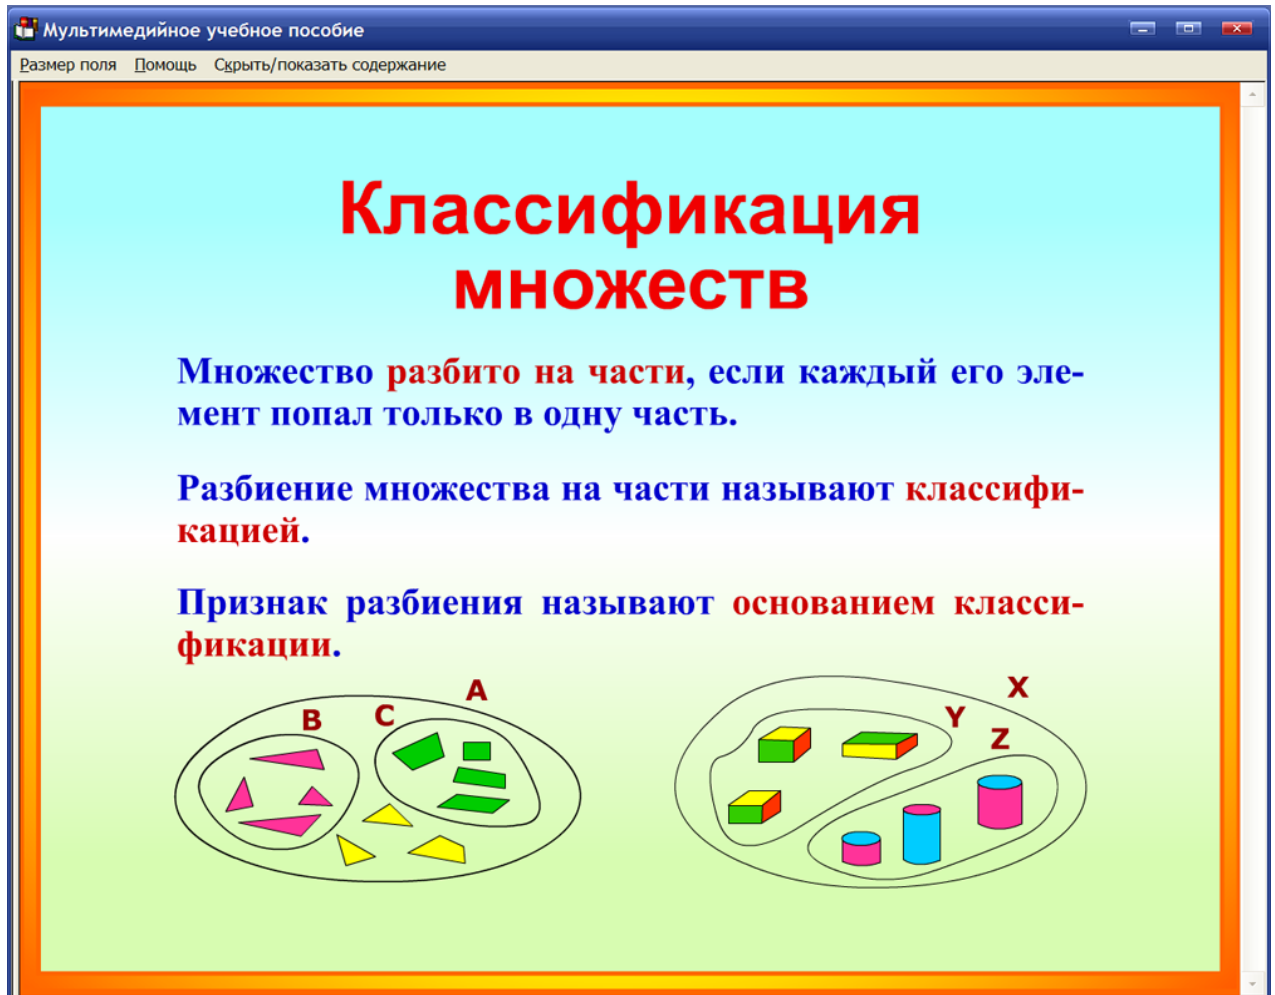 Мультимедийное учебное пособие
Размер поля Помощь Скрыть/показать содержание
Классификация
множеств
Множество разбито на части, если каждый его эле-
мент попал только в одну часть.
Разбиение множества на части называют классифи-
кацией.
Признак разбиения называют основанием класси-
фикации.
A
B
C
X
Y
Z